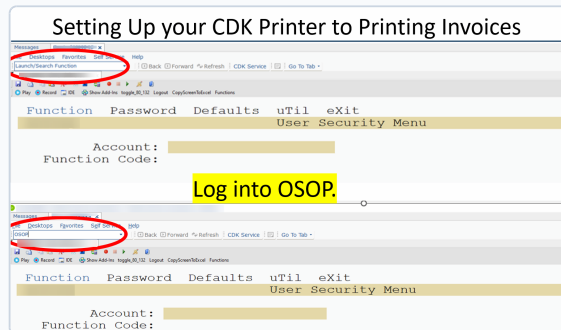 Setting Up your CDK Printer to Printing Invoices
Messages
Desktops Favorites Self Service Help
Launch/Search Function Back Forward Refresh CDK Service Go To Tab
Play Record IDE Show Add-Ins toggle_80_132 Logout CopyScreenToExcel Functions
Function Password Defaults uTil eXit
User Security Menu
Account:
Function Code:
Log into OSOP.
Messages
Desktops Favorites Self Help
OSOP Back Forward Refresh CDK Service Go To Tab
Play Record IDE Show Add-Ins toggle_80_132 Logout CopyScreenToExcel Functions
Function Password Defaults uTil eXit
User Security Menu
Account:
Function Code: